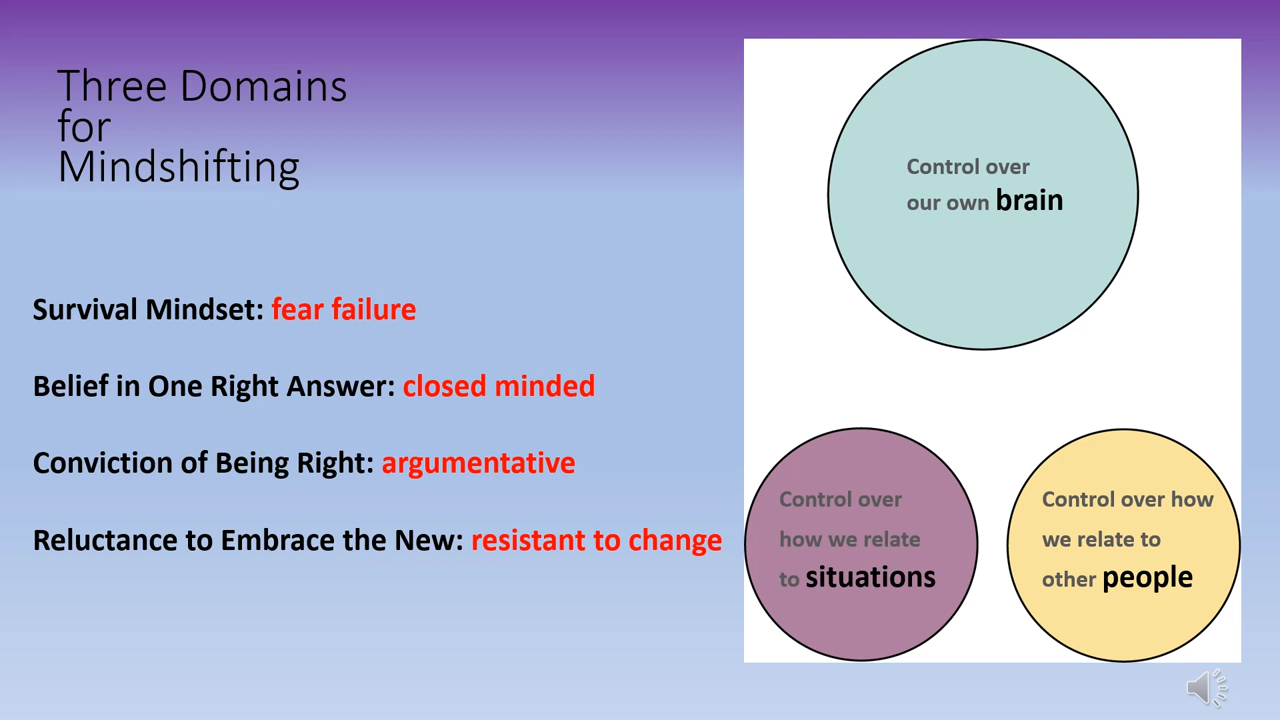 Three Domains
for
Mindshifting
Survival Mindset: fear failure
Belief in One Right Answer: closed minded
Conviction of Being Right: argumentative
Reluctance to Embrace the New: resistant to change
Control over
our own brain
Control over
how we relate
to situations
Control over how
we relate to
other people